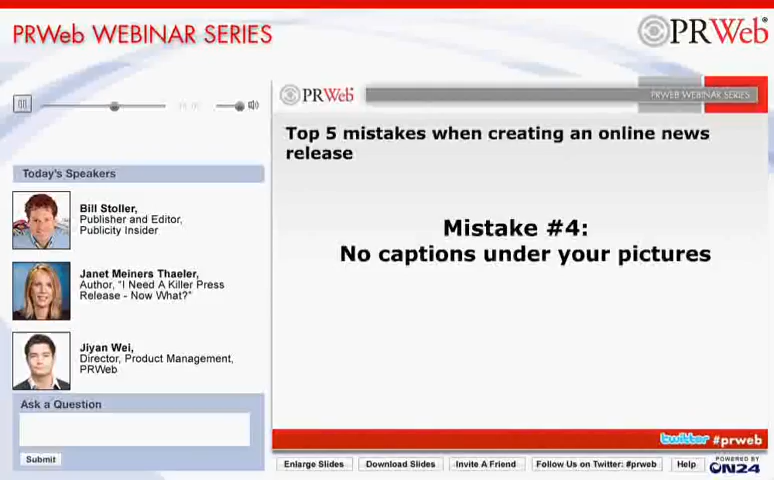 PRWeb WEBINAR SERIES
PRWeb®
Today's Speakers
Bill Stoller,
Publisher and Editor,
Publicity Insider
Janet Meiners Thaeler,
Author, "I Need A Killer Press
Release - Now What?"
Jiyan Wei,
Director, Product Management,
PRWeb
Ask a Question
Submit
PRWeb
PRWEB WEBINAR SERIES
Top 5 mistakes when creating an online news
release
Mistake #4:
No captions under your pictures
twitter #prweb
Enlarge Slides
Download Slides
Invite A Friend
Follow Us on Twitter: #prweb
Help
POWERED BY
ON24